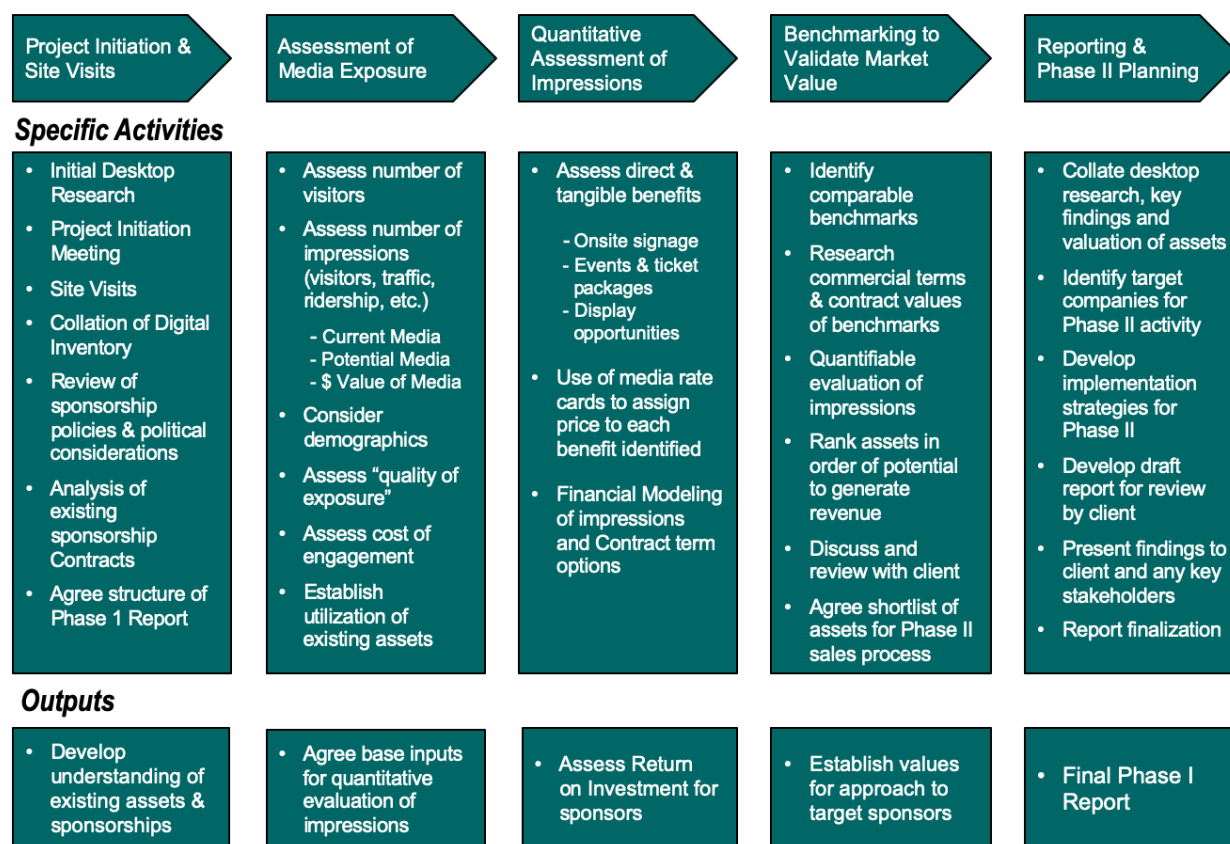 Project Initiation &
Site Visits
Assessment of
Media Exposure
Quantitative
Assessment of
Impressions
Benchmarking to
Validate Market
Value
Reporting &
Phase II Planning
Specific Activities
• Initial Desktop
Research
• Project Initiation
Meeting
• Site Visits
• Collation of Digital
Inventory
• Review of
sponsorship
policies & political
considerations
• Analysis of
existing
sponsorship
Contracts
• Agree structure of
Phase 1 Report
• Assess number of
visitors
• Assess number of
impressions
(visitors, traffic,
ridership, etc.)
- Current Media
- Potential Media
- $ Value of Media
• Consider
demographics
• Assess “quality of
exposure”
• Assess cost of
engagement
• Establish
utilization of
existing assets
• Assess direct &
tangible benefits
- Onsite signage
- Events & ticket
packages
- Display
opportunities
• Use of media rate
cards to assign
price to each
benefit identified
• Financial Modeling
of impressions
and Contract term
options
• Identify
comparable
benchmarks
• Research
commercial terms
& contract values
of benchmarks
• Quantifiable
evaluation of
impressions
• Rank assets in
order of potential
to generate
revenue
• Discuss and
review with client
• Agree shortlist of
assets for Phase II
sales process
• Collate desktop
research, key
findings and
valuation of assets
• Identify target
companies for
Phase II activity
• Develop
implementation
strategies for
Phase II
• Develop draft
report for review
by client
• Present findings to
client and any key
stakeholders
• Report finalization
Outputs
• Develop
understanding of
existing assets &
sponsorships
• Agree base inputs
for quantitative
evaluation of
impressions
• Assess Return
on Investment for
sponsors
• Establish values
for approach to
target sponsors
• Final Phase I
Report